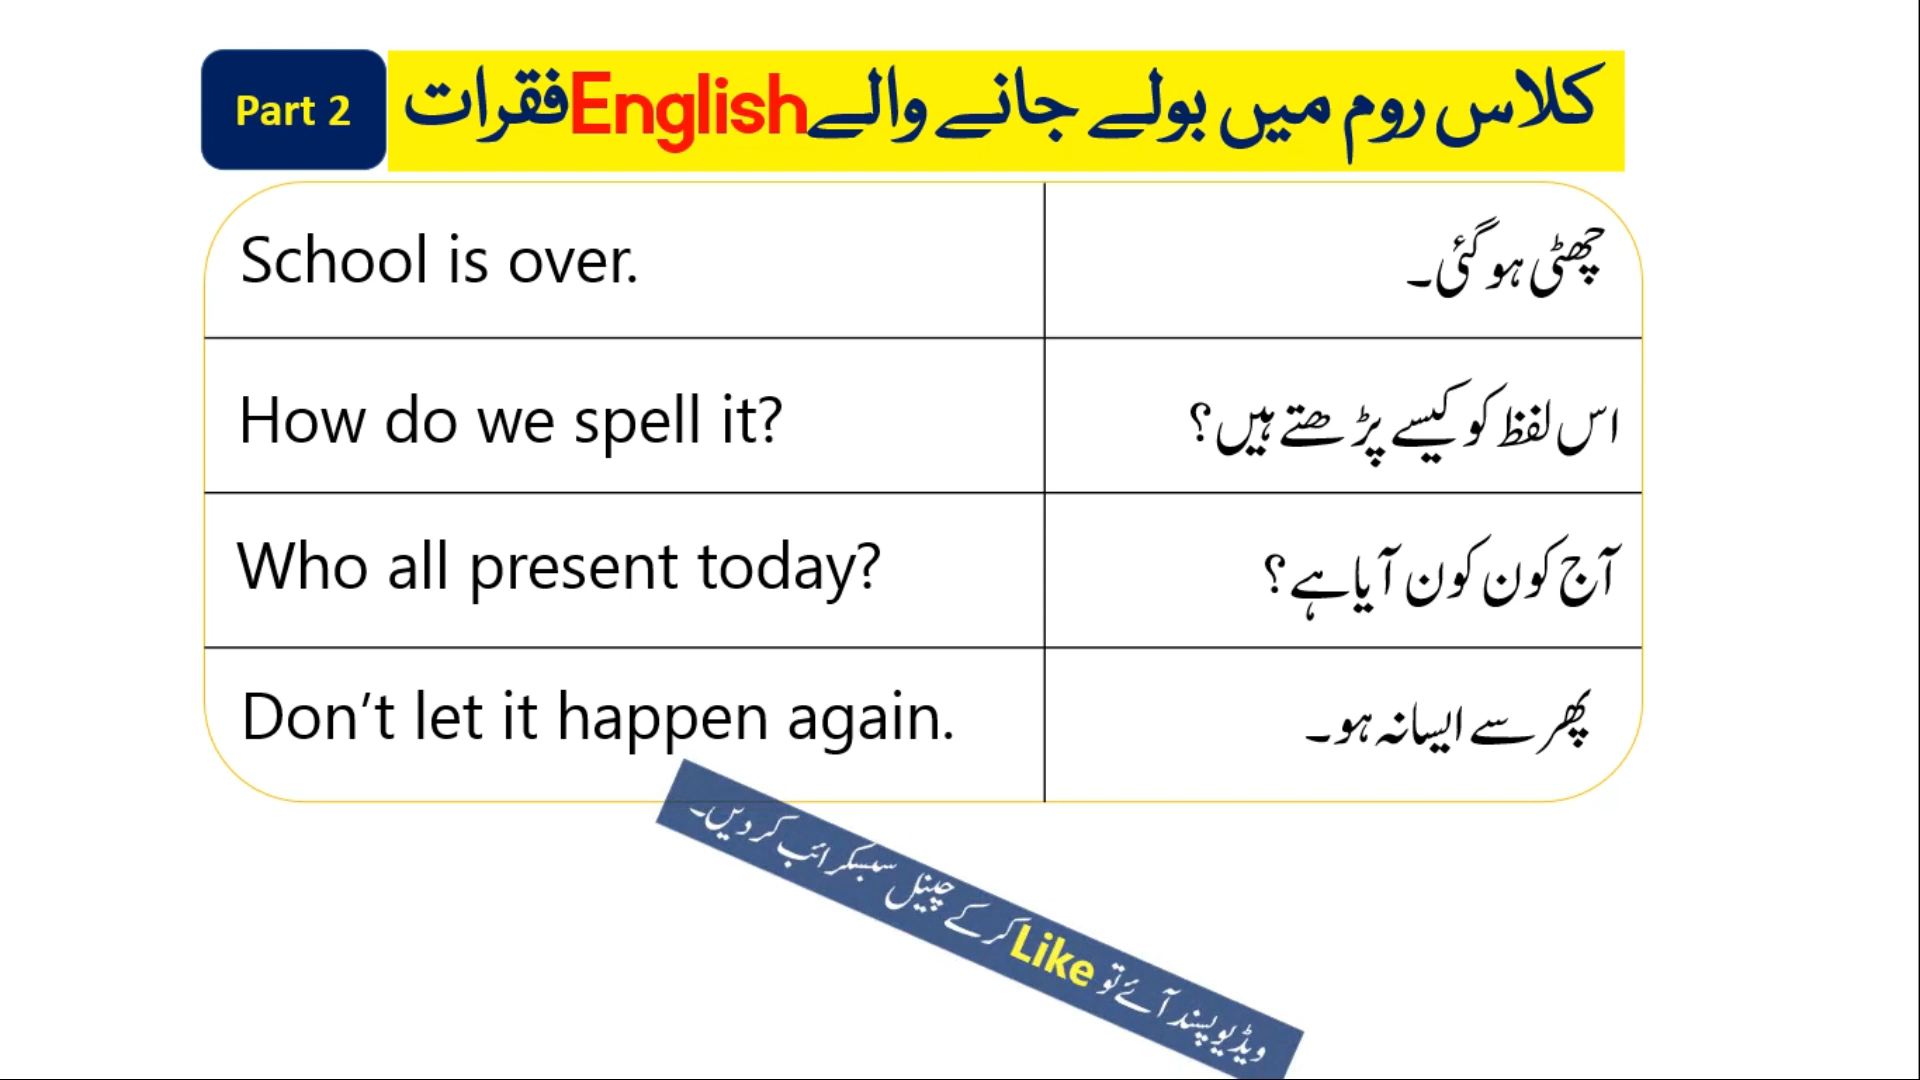 کلاس روم میں بولے جانے والے English فقرات
Part 2
School is over.
چھٹی ہو گئی۔
How do we spell it?
اس لفظ کو کیسے پڑھتے ہیں؟
Who all present today?
آج کون کون آیا ہے؟
Don’t let it happen again.
پھر سے ایسا نہ ہو۔
ویڈیو پسند آئے تو Like کر کے چینل سبسکرائب کر دیں۔